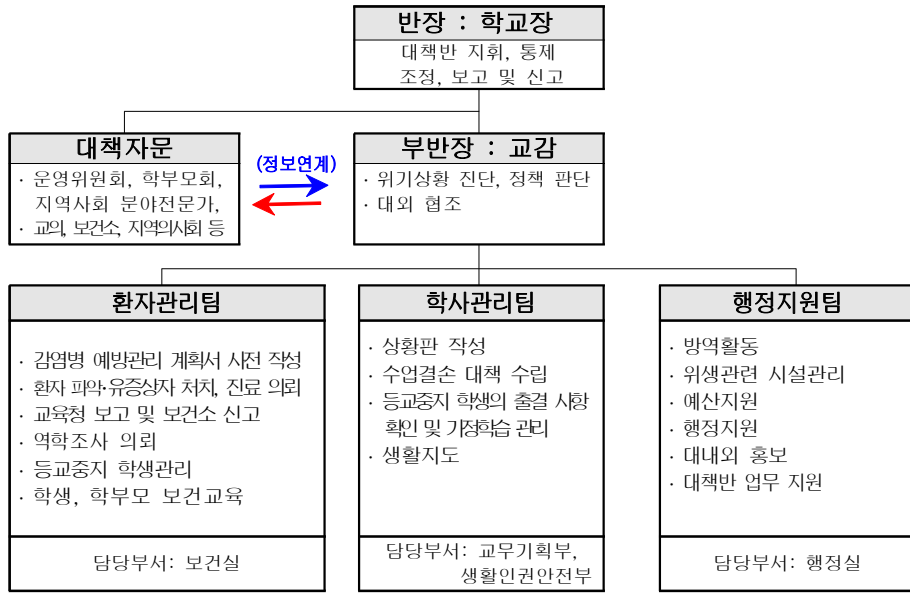 반장 : 학교장
대책반 지휘, 통제
조정, 보고 및 신고
대책자문
· 운영위원회, 학부모회,
지역사회 분야전문가,
· 교의, 보건소, 지역의사회 등
(정보연계)
부반장 : 교감
· 위기상황 진단, 정책 판단
· 대외 협조
환자관리팀
· 감염병 예방관리 계획서 사전 작성
· 환자 파악·유증상자 처치, 진료 의뢰
· 교육청 보고 및 보건소 신고
· 역학조사 의뢰
· 등교중지 학생관리
· 학생, 학부모 보건교육
담당부서: 보건실
학사관리팀
· 상황판 작성
· 수업결손 대책 수립
· 등교중지 학생의 출결 사항
확인 및 가정학습 관리
· 생활지도
담당부서: 교무기획부,
생활인권안전부
행정지원팀
· 방역활동
· 위생관련 시설관리
· 예산지원
· 행정지원
· 대내외 홍보
· 대책반 업무 지원
담당부서: 행정실